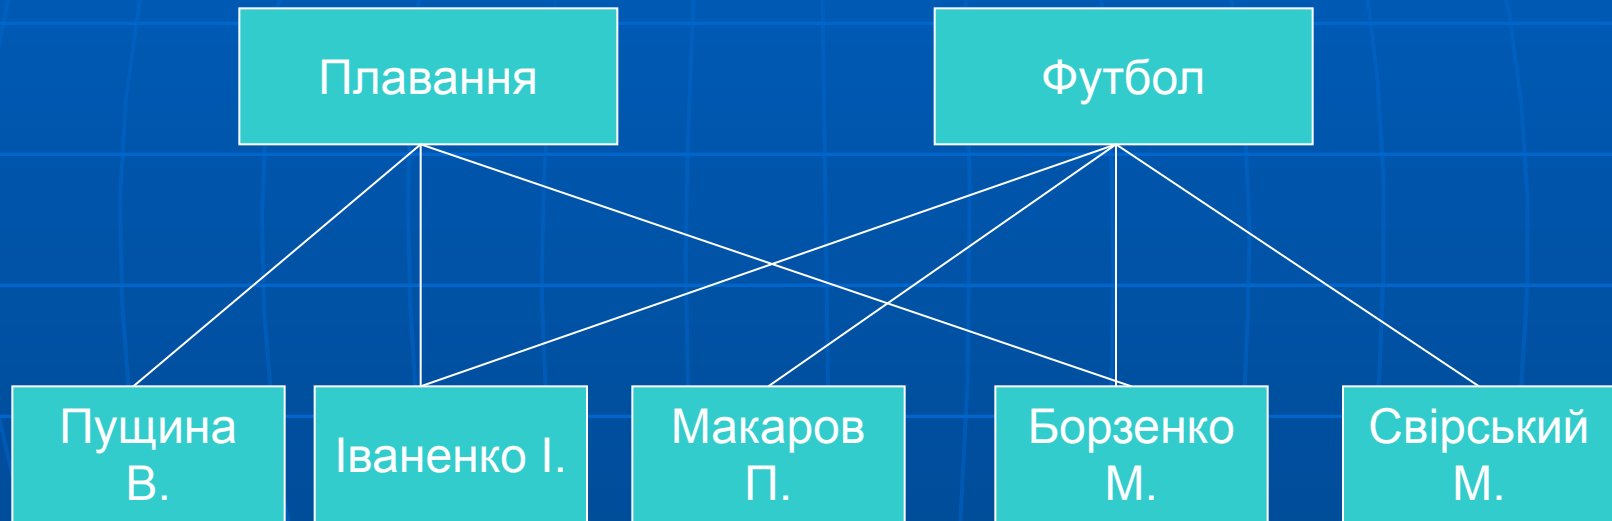 Плавання
Футбол
Пущина
В.
Іваненко І.
Макаров
П.
Борзенко
М.
Свірський
М.